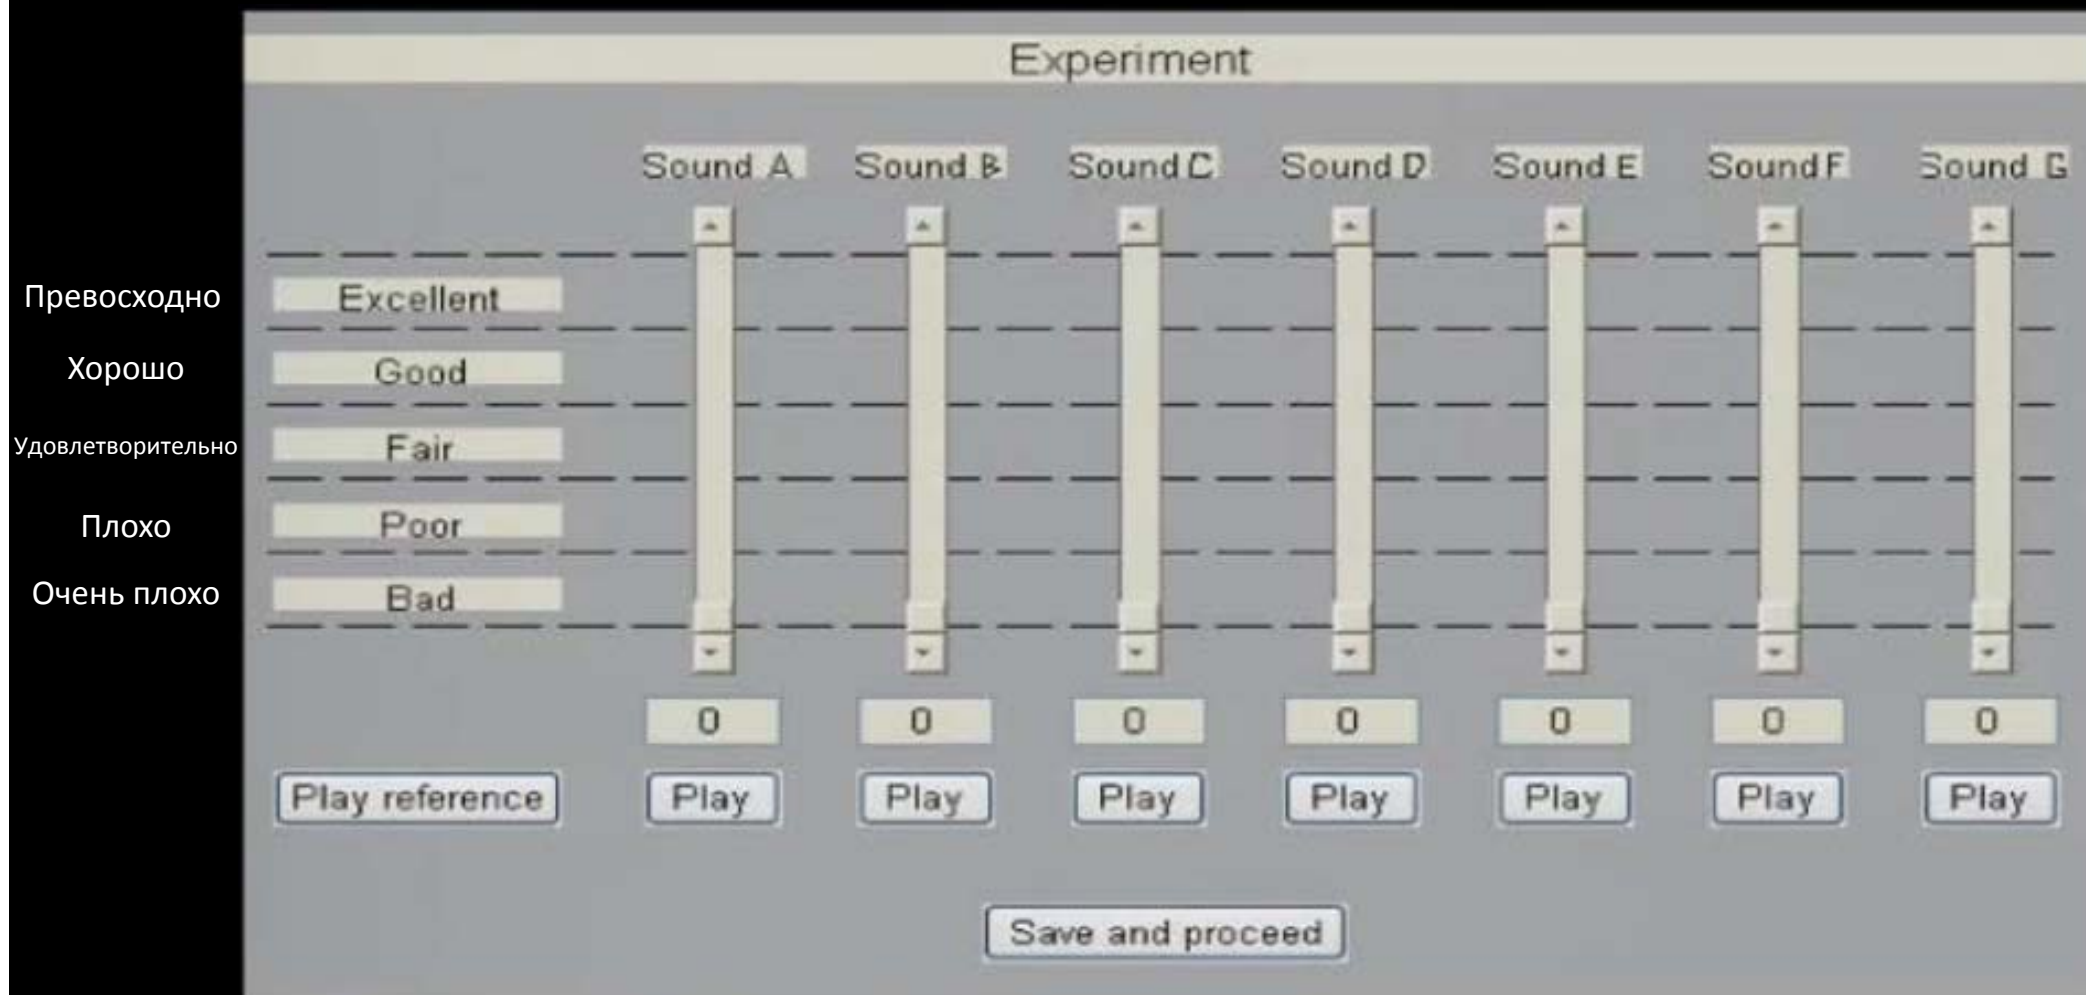 Experiment
Sound A Sound B Sound C Sound D Sound E Sound F Sound G
Превосходно Excellent
Хорошо Good
Удовлетворительно Fair
Плохо Poor
Очень плохо Bad
0 0 0 0 0 0 0
Play reference Play Play Play Play Play Play Play
Save and proceed